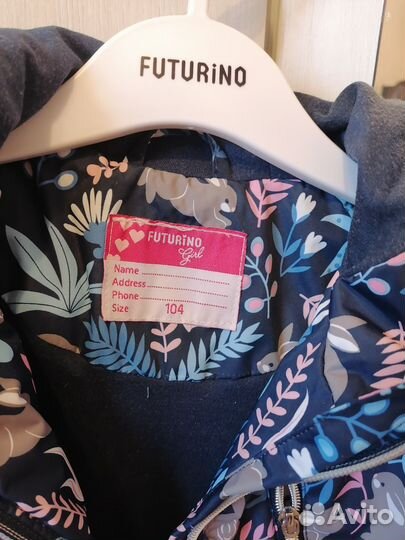 FUTURiNO
FUTURiNO
Girl
Name
Address
Phone
Size 104
Avito